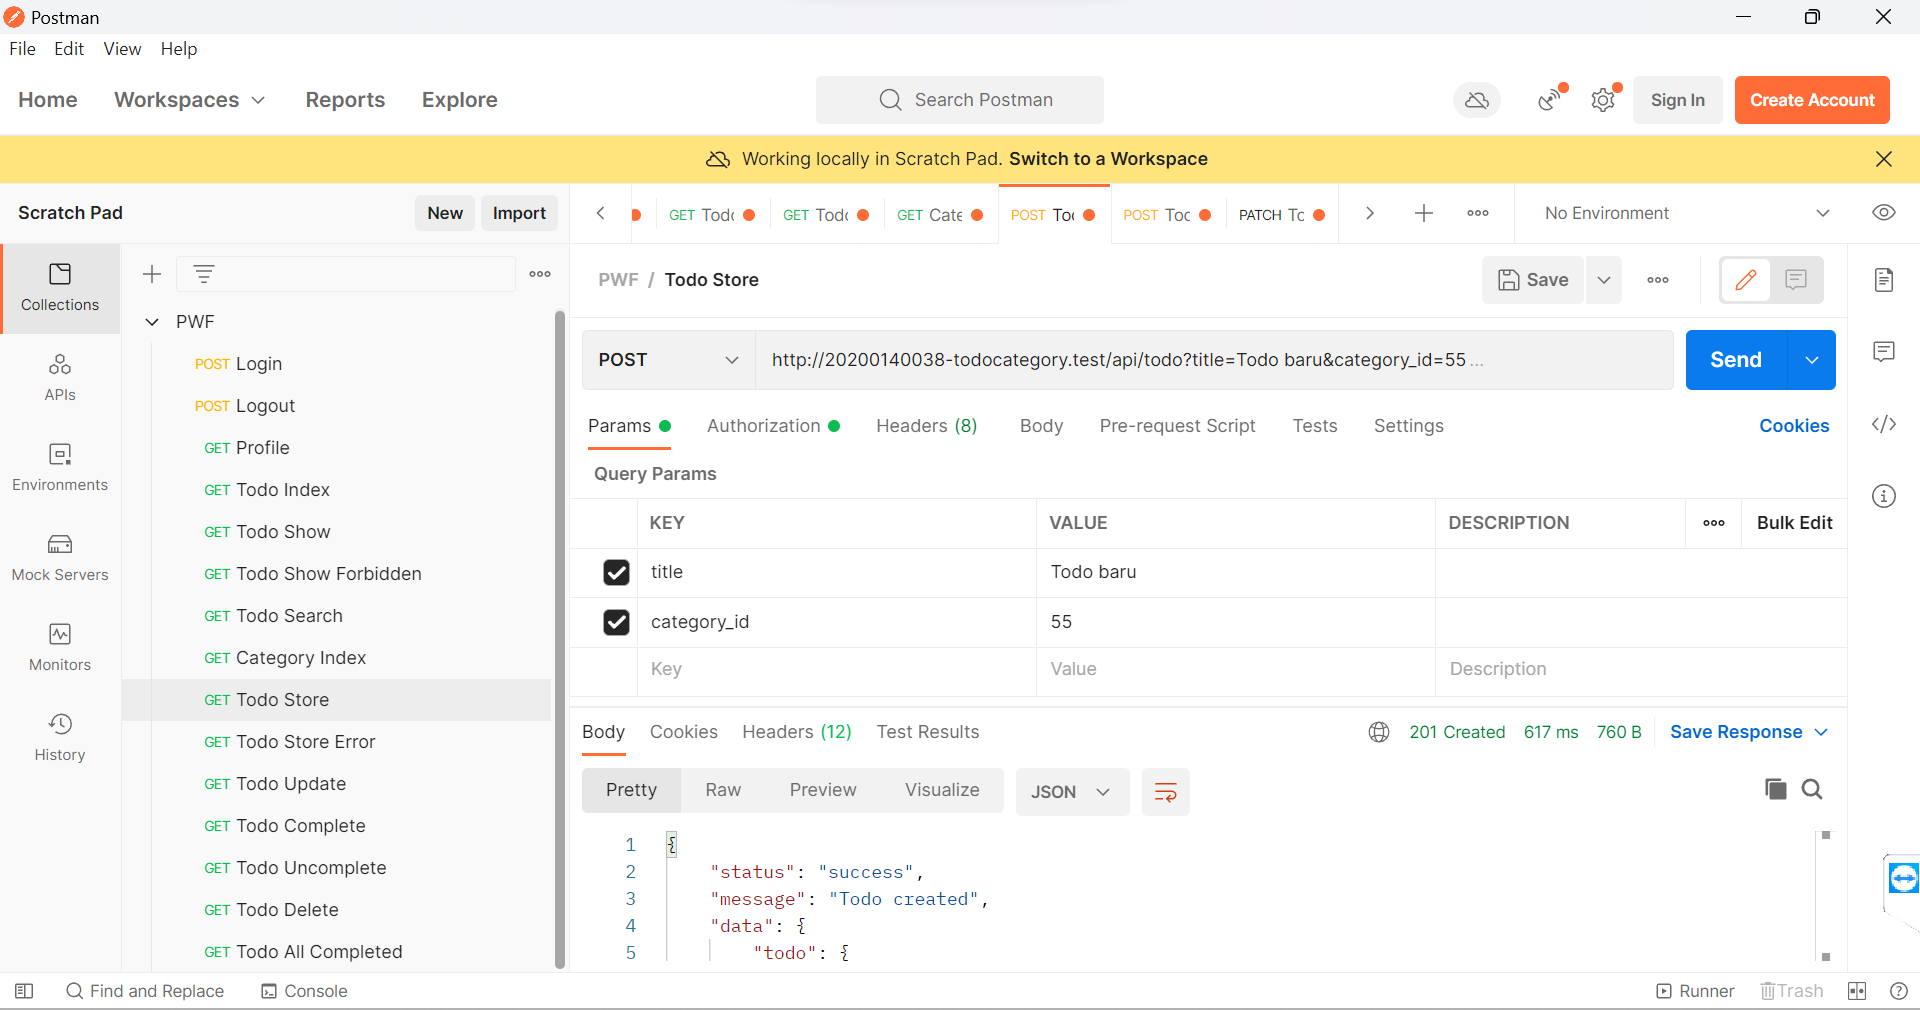 Postman
File Edit View Help
Home Workspaces Reports Explore Search Postman Sign In Create Account
Working locally in Scratch Pad. Switch to a Workspace
Scratch Pad New Import
GET Todo GET Todo GET Cate POST To POST Toc PATCH To No Environment
Collections
PWF / Todo Store Save
PWF
POST Login
POST Logout
GET Profile
GET Todo Index
GET Todo Show
GET Todo Show Forbidden
GET Todo Search
GET Category Index
GET Todo Store
GET Todo Store Error
GET Todo Update
GET Todo Complete
GET Todo Uncomplete
GET Todo Delete
GET Todo All Completed
APIs
Environments
Mock Servers
Monitors
History
POST http://20200140038-todocategory.test/api/todo?title=Todo baru&category_id=55 ... Send
Params Authorization Headers (8) Body Pre-request Script Tests Settings Cookies
Query Params
KEY VALUE DESCRIPTION Bulk Edit
title Todo baru
category_id 55
Key Value Description
Body Cookies Headers (12) Test Results 201 Created 617 ms 760 B Save Response
Pretty Raw Preview Visualize JSON
1 {
2 "status": "success",
3 "message": "Todo created",
4 "data": {
5 "todo": {
Find and Replace Console Runner Trash